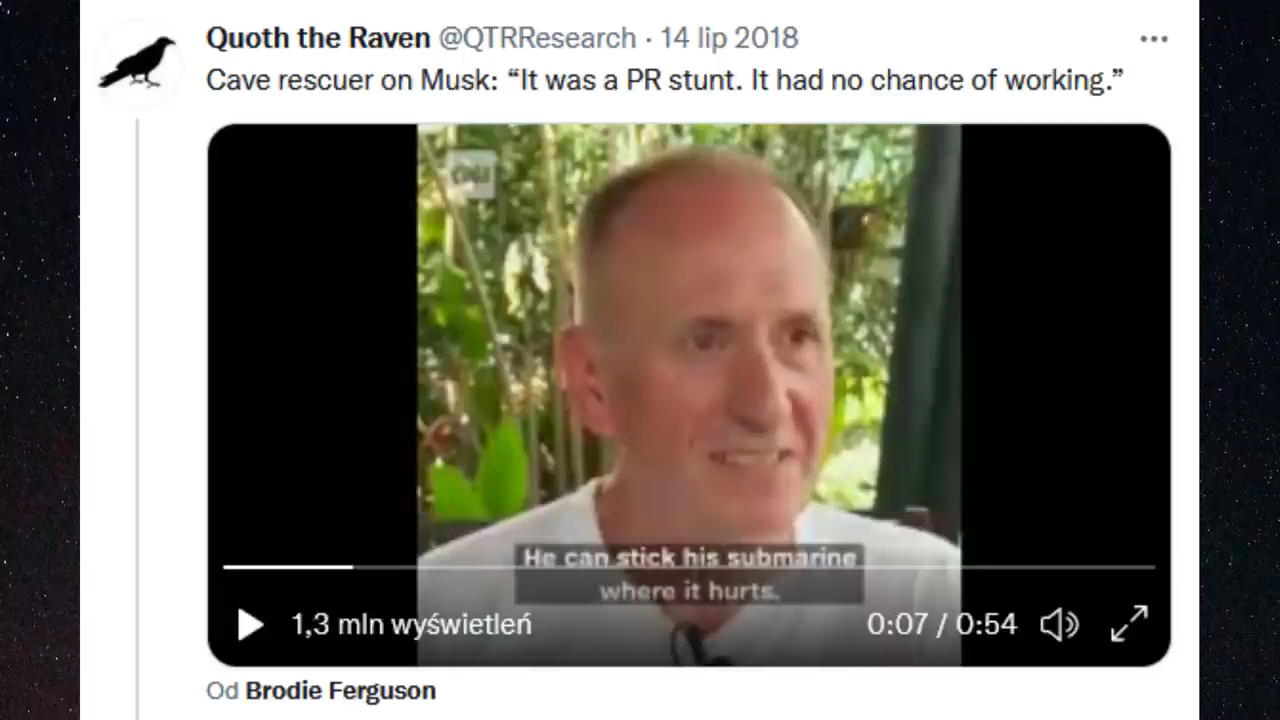 Quoth the Raven @QTRResearch · 14 lip 2018
Cave rescuer on Musk: “It was a PR stunt. It had no chance of working.”
He can stick his submarine
where it hurts.
1,3 mln wyświetleń
0:07 / 0:54
Od Brodie Ferguson